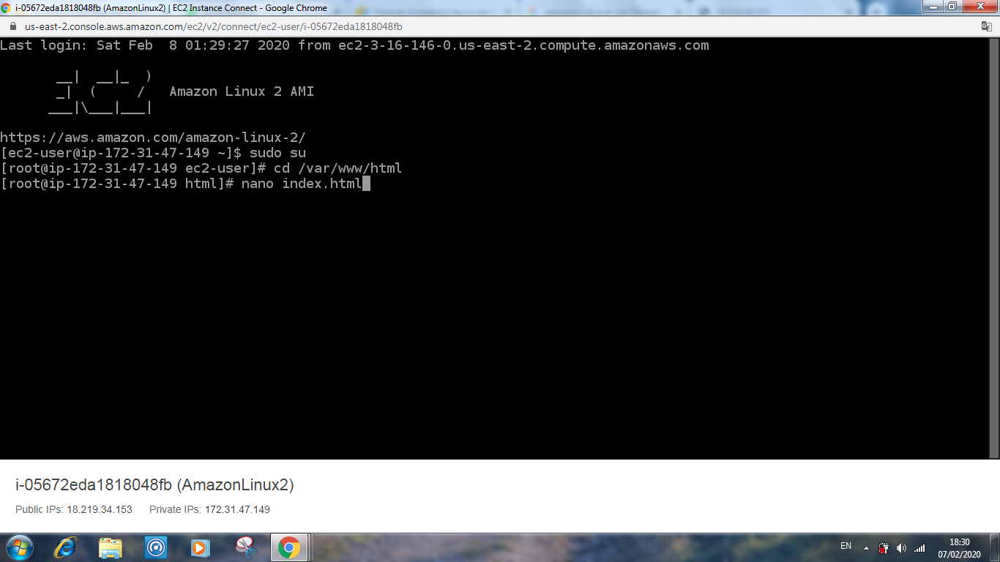 i-05672eda1818048fb (AmazonLinux2) | EC2 Instance Connect - Google Chrome
us-east-2.console.aws.amazon.com/ec2/v2/connect/ec2-user/i-05672eda1818048fb
Last login: Sat Feb  8 01:29:27 2020 from ec2-3-16-146-0.us-east-2.compute.amazonaws.com
       __|  __|_  )
       _|  (     /   Amazon Linux 2 AMI
      ___|\___|___|
https://aws.amazon.com/amazon-linux-2/
[ec2-user@ip-172-31-47-149 ~]$ sudo su
[root@ip-172-31-47-149 ec2-user]# cd /var/www/html
[root@ip-172-31-47-149 html]# nano index.html
i-05672eda1818048fb (AmazonLinux2)
Public IPs: 18.219.34.153 Private IPs: 172.31.47.149
EN
18:30
07/02/2020